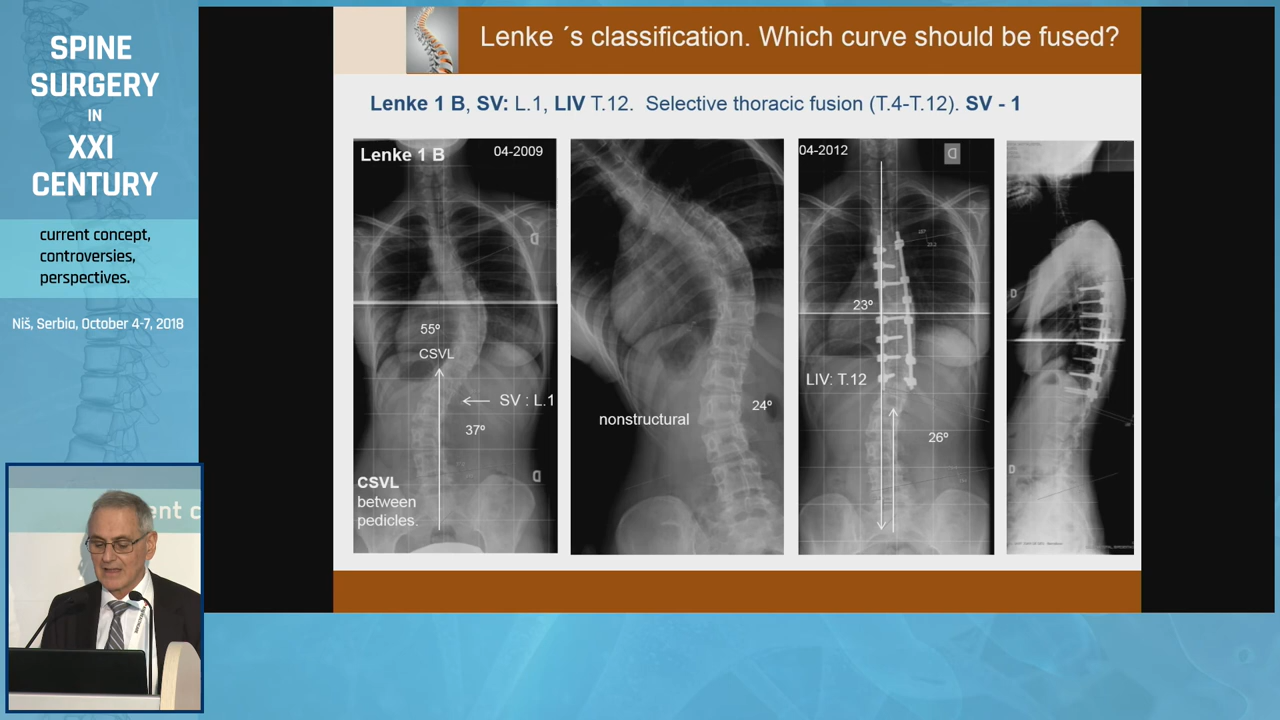 SPINE
SURGERY
IN
XXI
CENTURY
current concept,
controversies,
perspectives.
Niš, Serbia, October 4-7, 2018
ent c
Lenke ´s classification. Which curve should be fused?
Lenke 1 B, SV: L.1, LIV T.12. Selective thoracic fusion (T.4-T.12). SV - 1
Lenke 1 B
04-2009
D
55º
CSVL
SV : L.1
37º
CSVL
between
pedicles.
D
nonstructural
24º
04-2012
D
23º
LIV: T.12
26º
D
D